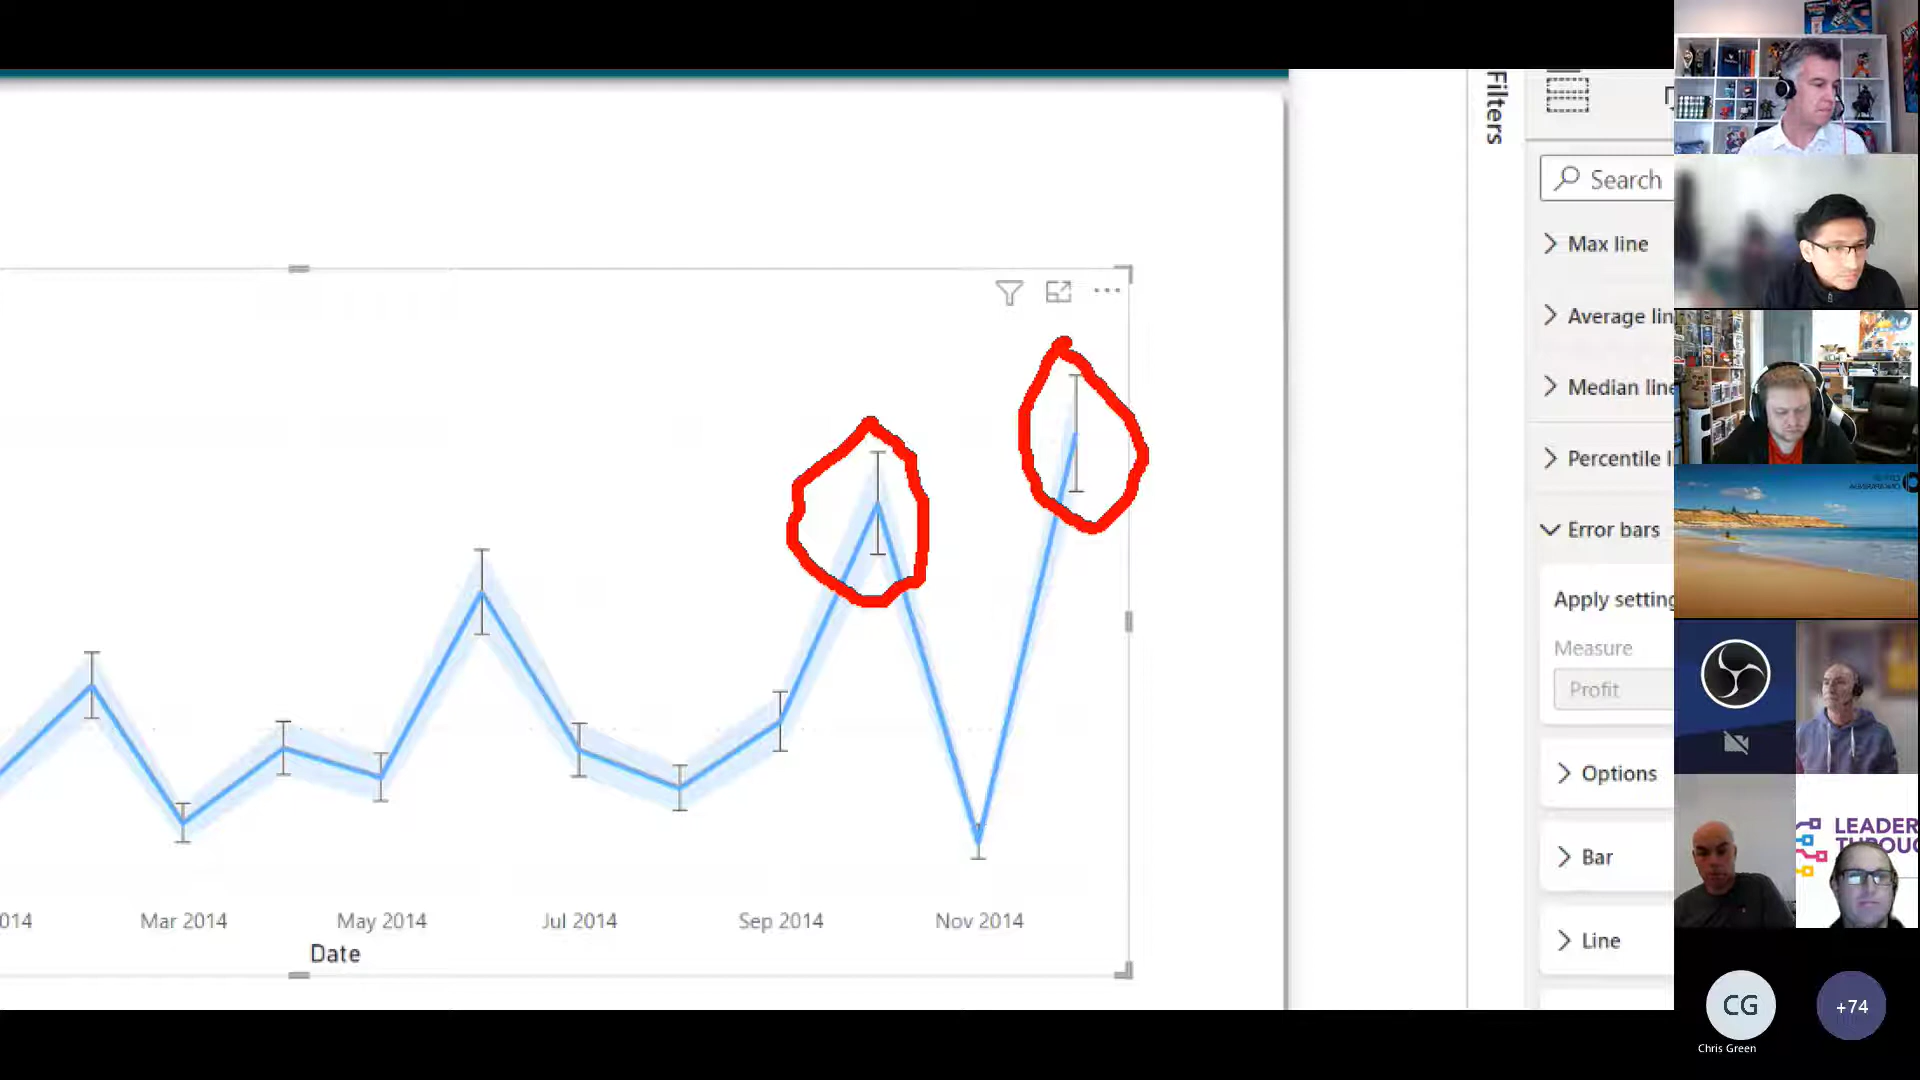 Filters
Search
Max line
Average lin
Median line
Percentile l
Error bars
Apply setting
Measure
Profit
Options
Bar
Line
014
Mar 2014
May 2014
Jul 2014
Sep 2014
Nov 2014
Date
LEADER
THROUG
CG
+74
Chris Green